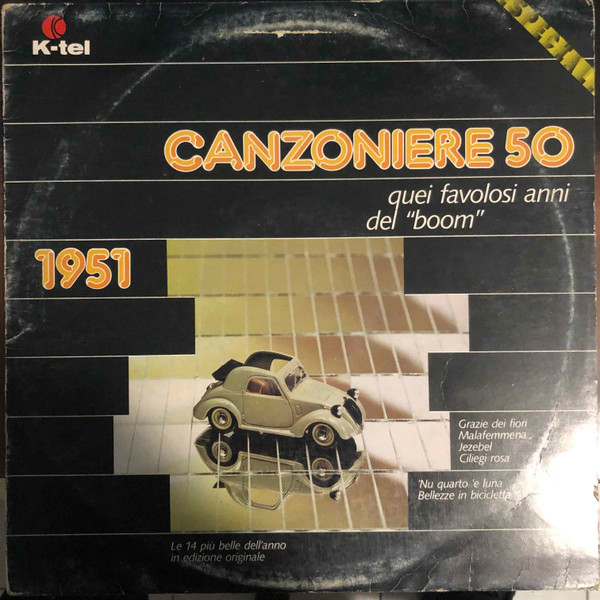 K-tel
SPECIAL
CANZONIERE 50
quei favolosi anni
del "boom"
1951
Grazie dei fiori
Malafemmena
Jezebel
Ciliegi rosa
'Nu quarto 'e luna
Bellezze in bicicletta
Le 14 più belle dell'anno
in edizione originale